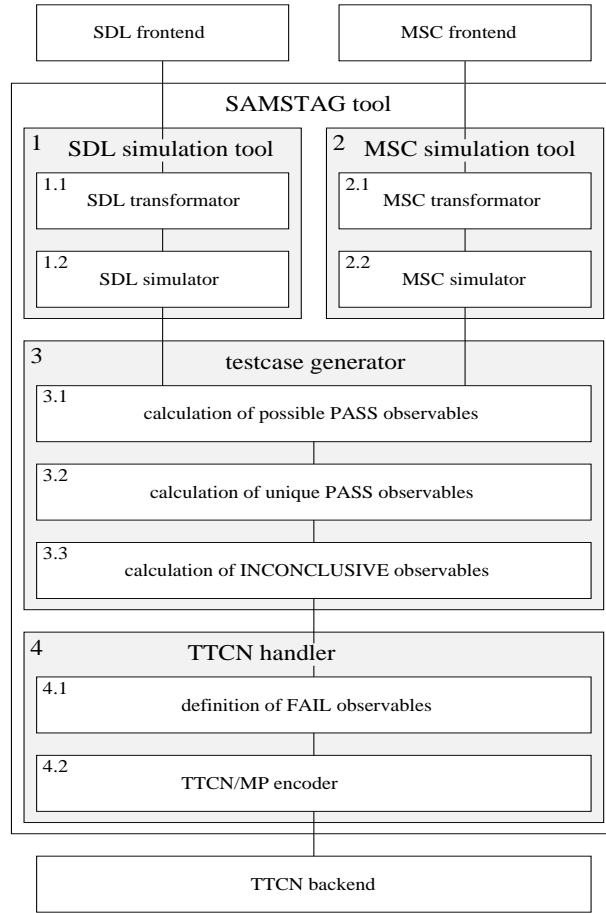 SDL frontend
MSC frontend
SAMSTAG tool
1 SDL simulation tool
1.1 SDL transformator
1.2 SDL simulator
2 MSC simulation tool
2.1 MSC transformator
2.2 MSC simulator
3 testcase generator
3.1 calculation of possible PASS observables
3.2 calculation of unique PASS observables
3.3 calculation of INCONCLUSIVE observables
4 TTCN handler
4.1 definition of FAIL observables
4.2 TTCN/MP encoder
TTCN backend